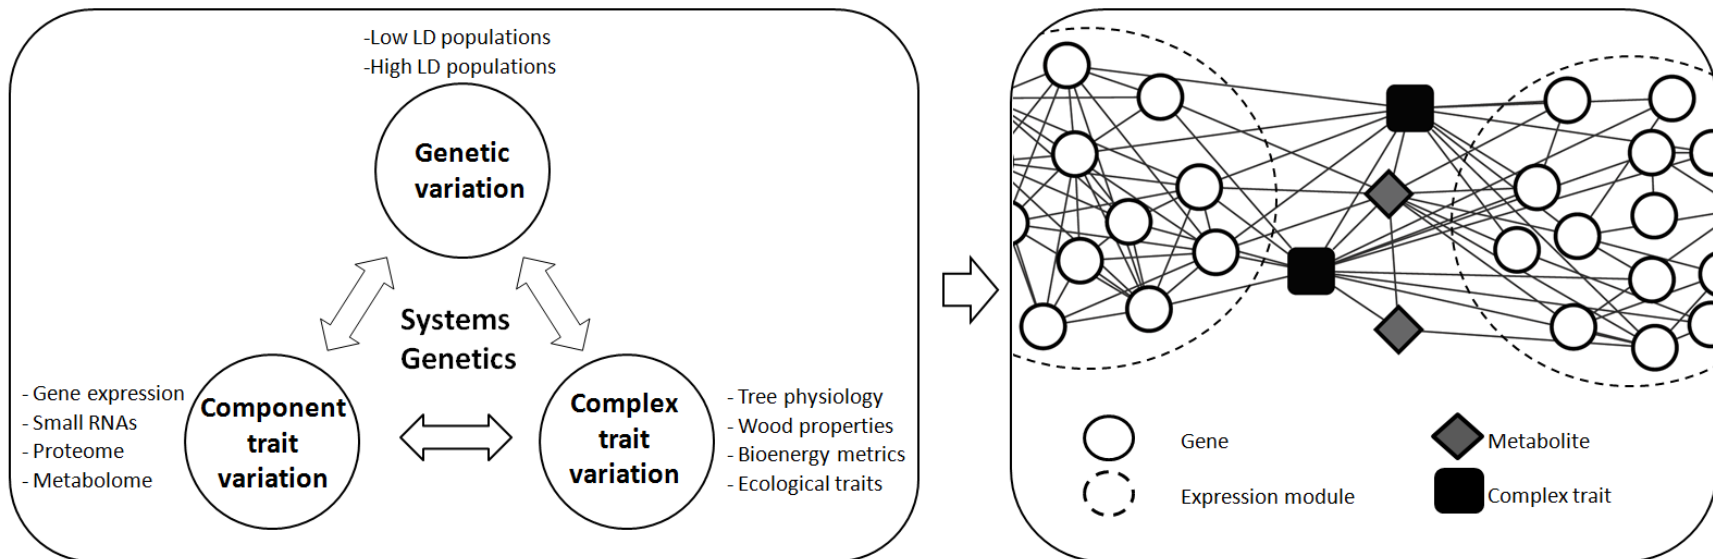 -Low LD populations
-High LD populations
Genetic
variation
Systems
Genetics
- Gene expression
- Small RNAs
- Proteome
- Metabolome
Component
trait
variation
Complex
trait
variation
- Tree physiology
- Wood properties
- Bioenergy metrics
- Ecological traits
Gene
Metabolite
Expression module
Complex trait